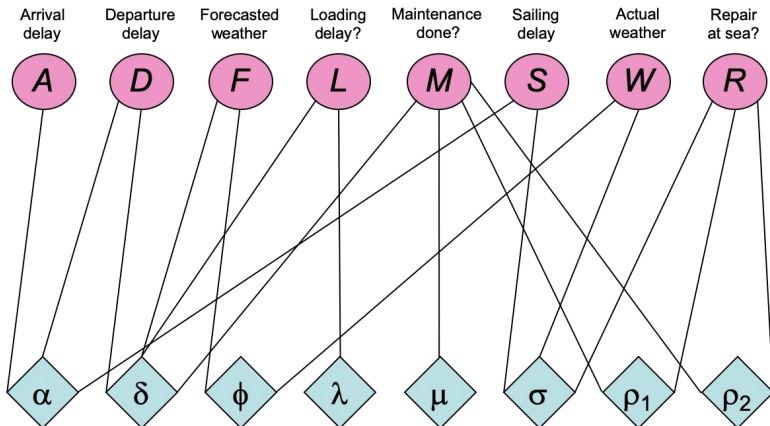 Arrival delay
Departure delay
Forecasted weather
Loading delay?
Maintenance done?
Sailing delay
Actual weather
Repair at sea?
A D F L M S W R
α δ ϕ λ μ σ ρ1 ρ2